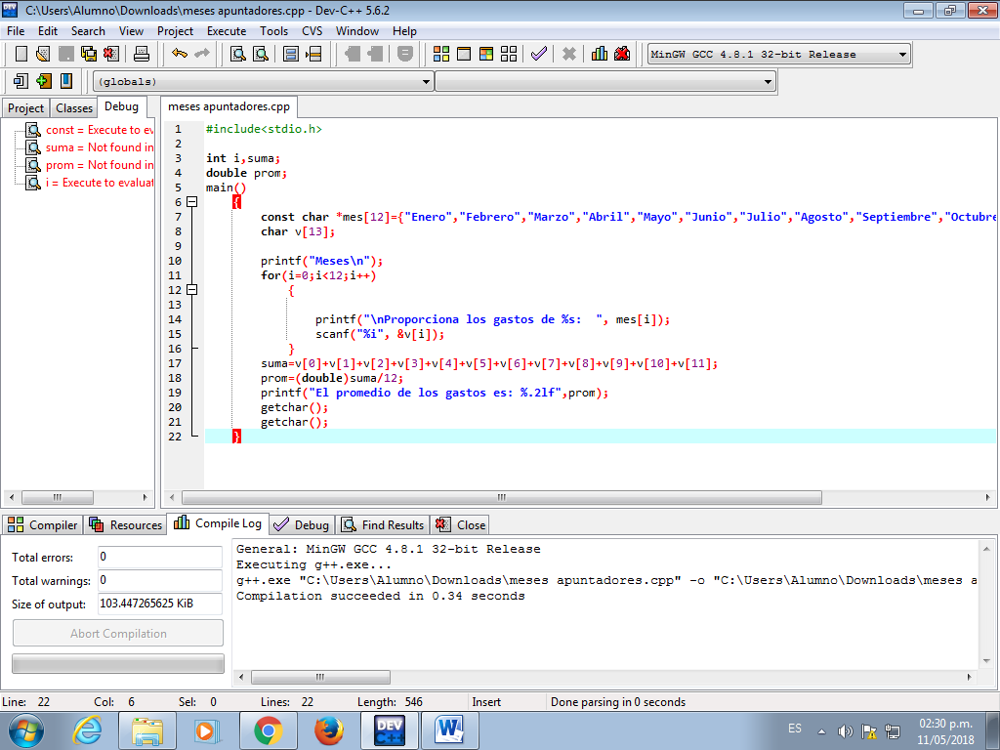 C:\Users\Alumno\Downloads\meses apuntadores.cpp - Dev-C++ 5.6.2
File Edit Search View Project Execute Tools CVS Window Help
MinGW GCC 4.8.1 32-bit Release
(globals)
Project Classes Debug
meses apuntadores.cpp
const = Execute to ev
suma = Not found in
prom = Not found in
i = Execute to evaluat
1 #include<stdio.h>
2
3 int i,suma;
4 double prom;
5 main()
6 {
7 const char *mes[12]={"Enero","Febrero","Marzo","Abril","Mayo","Junio","Julio","Agosto","Septiembre","Octubre
8 char v[13];
9
10 printf("Meses\n");
11 for(i=0;i<12;i++)
12 {
13
14 printf("\nProporciona los gastos de %s:  ", mes[i]);
15 scanf("%i", &v[i]);
16 }
17 suma=v[0]+v[1]+v[2]+v[3]+v[4]+v[5]+v[6]+v[7]+v[8]+v[9]+v[10]+v[11];
18 prom=(double)suma/12;
19 printf("El promedio de los gastos es: %.2lf",prom);
20 getchar();
21 getchar();
22 }
Compiler Resources Compile Log Debug Find Results Close
Total errors: 0
Total warnings: 0
Size of output: 103.447265625 KiB
Abort Compilation
General: MinGW GCC 4.8.1 32-bit Release
Executing g++.exe...
g++.exe "C:\Users\Alumno\Downloads\meses apuntadores.cpp" -o "C:\Users\Alumno\Downloads\meses a
Compilation succeeded in 0.34 seconds
Line: 22 Col: 6 Sel: 0 Lines: 22 Length: 546 Insert Done parsing in 0 seconds
DEV C++
W
ES
02:30 p.m.
11/05/2018